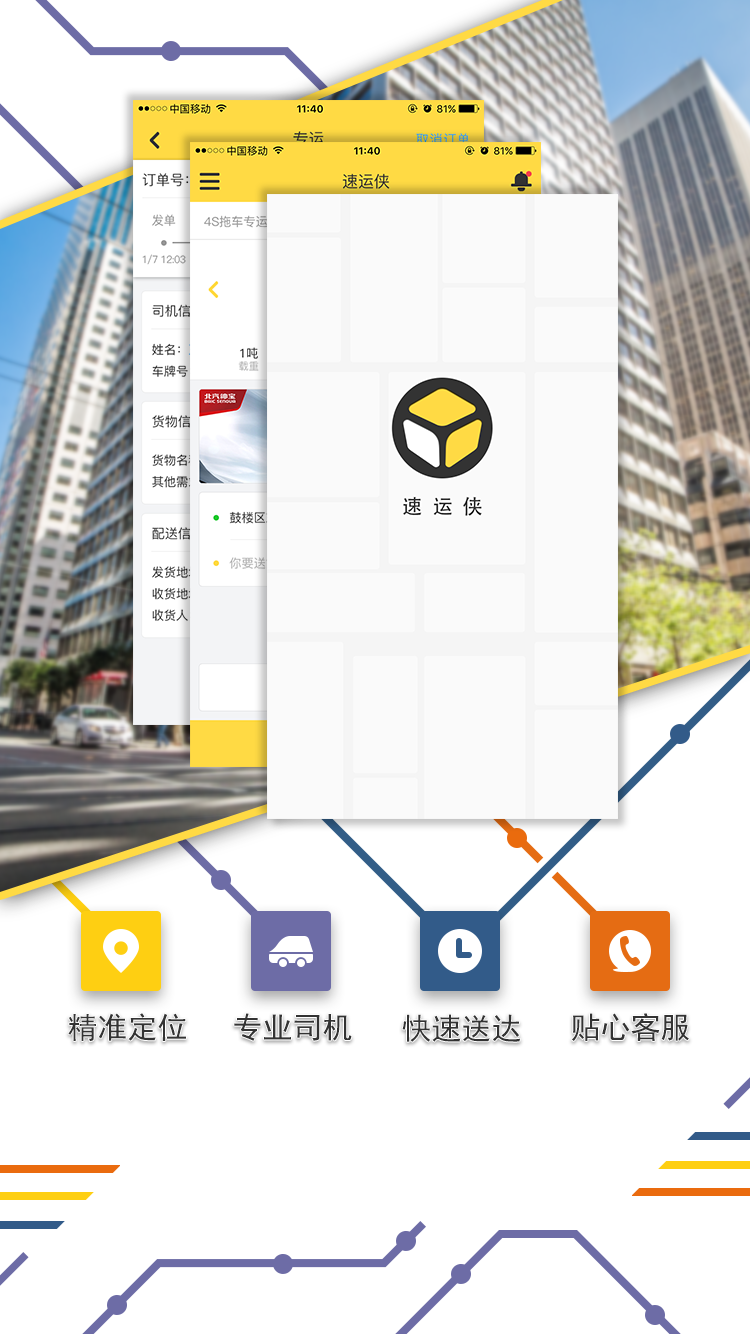 中国移动
11:40
81%
专运
取消订单
订单号:
发单
1/7 12:03
司机信
姓名:
车牌号
货物信
货物名
其他需
配送信
发货地
收货地
收货人
中国移动
11:40
81%
速运侠
4S拖车专运
1吨
载重
北汽绅宝
BAIC SENOVA
鼓楼区
你要送
速运侠
精准定位
专业司机
快速送达
贴心客服